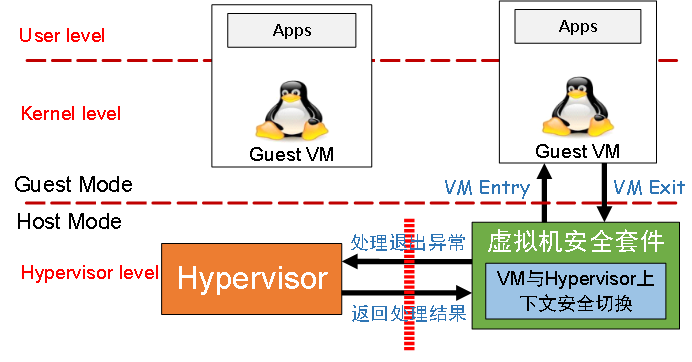 User level
Apps
Apps
Kernel level
Guest VM
Guest VM
Guest Mode
VM Entry
VM Exit
Host Mode
处理退出异常
虚拟机安全套件
Hypervisor level
Hypervisor
VM与Hypervisor上
下文安全切换
返回处理结果